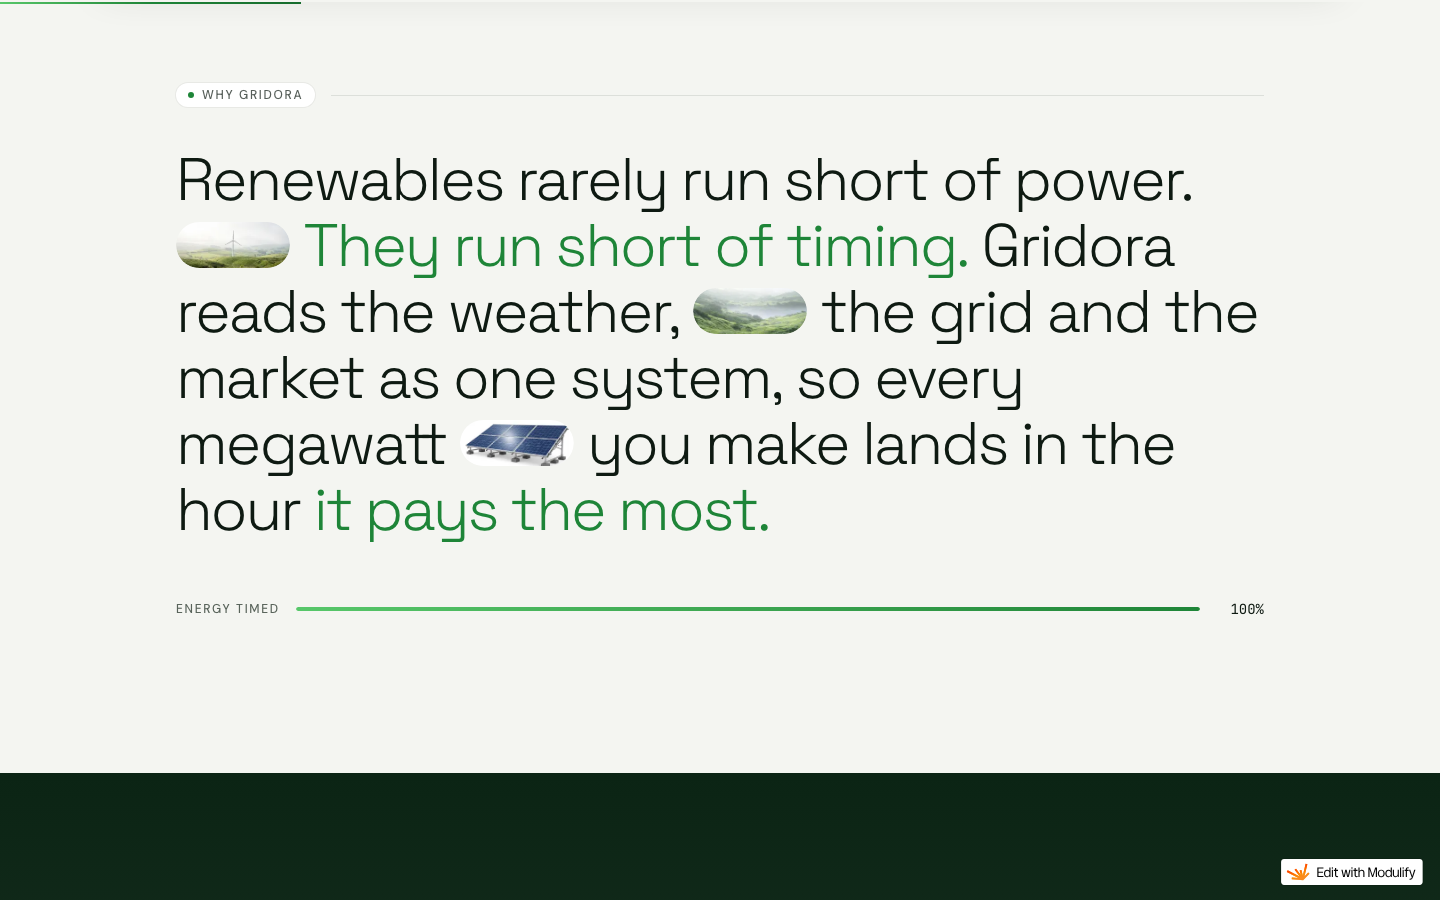 WHY GRIDORA
Renewables rarely run short of power.
They run short of timing. Gridora
reads the weather, the grid and the
market as one system, so every
megawatt you make lands in the
hour it pays the most.
ENERGY TIMED 100%
Edit with Modulify